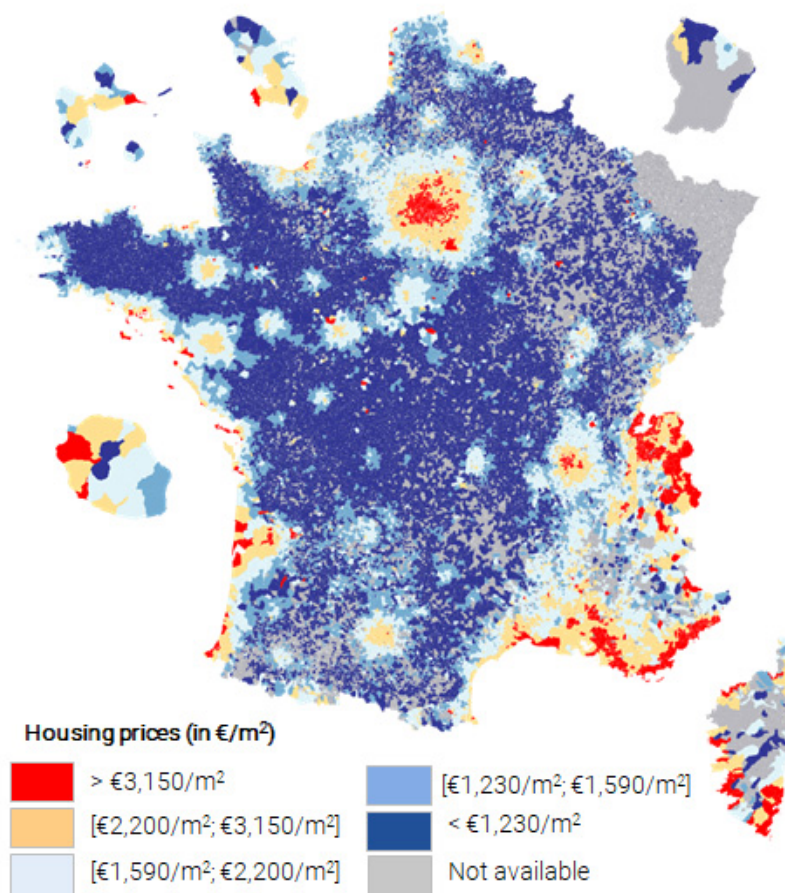 Housing prices (in €/m²)
> €3,150/m²
[€2,200/m²; €3,150/m²]
[€1,590/m²; €2,200/m²]
[€1,230/m²; €1,590/m²]
< €1,230/m²
Not available